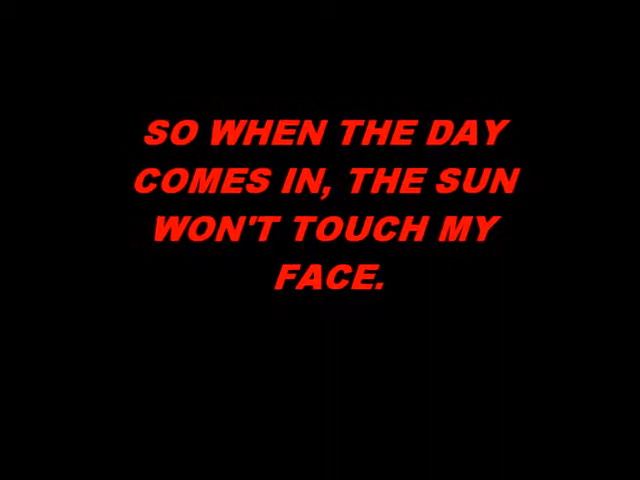 SO WHEN THE DAY
COMES IN, THE SUN
WON'T TOUCH MY
FACE.